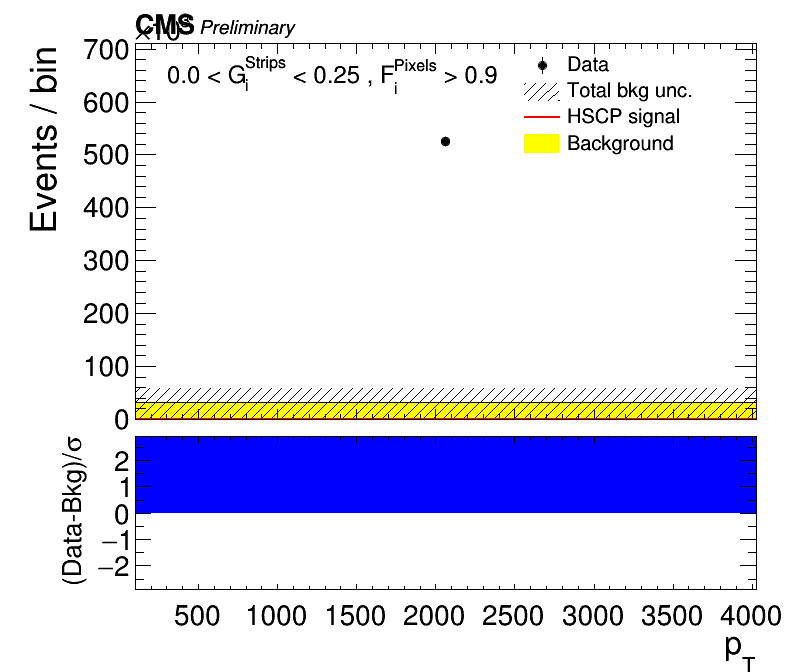 CMS Preliminary
700
600
500
400
300
200
100
0
Events / bin
0.0 < G_i^Strips < 0.25 , F_i^Pixels > 0.9
Data
Total bkg unc.
HSCP signal
Background
(Data-Bkg)/σ
2
1
0
−1
−2
500 1000 1500 2000 2500 3000 3500 4000
p_T